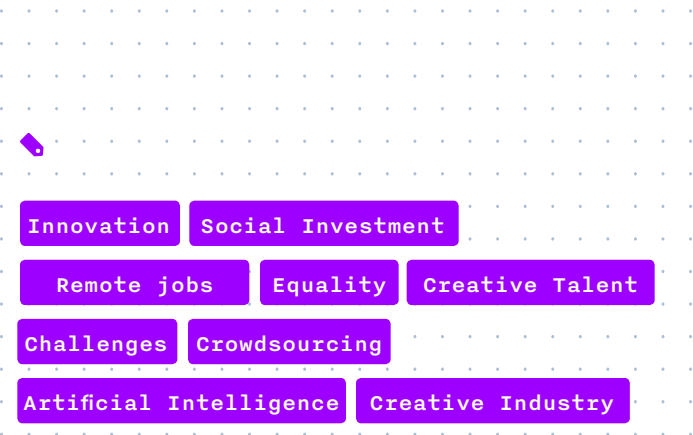 Innovation Social Investment
Remote jobs Equality Creative Talent
Challenges Crowdsourcing
Artificial Intelligence Creative Industry